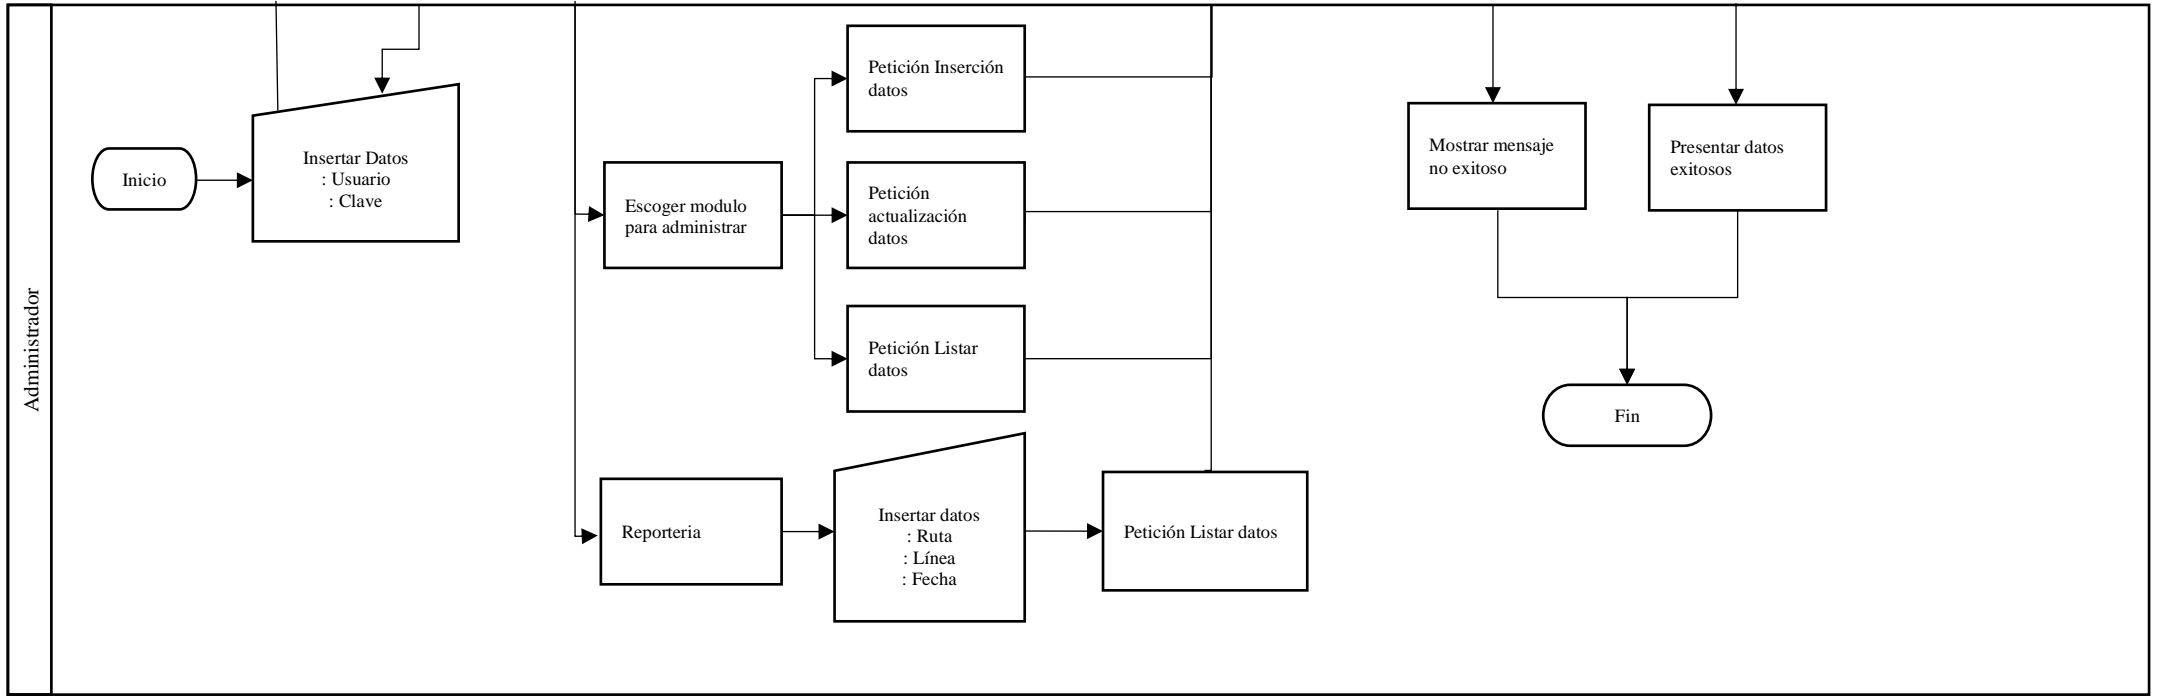 Administrador
Inicio
Insertar Datos
: Usuario
: Clave
Escoger modulo
para administrar
Petición Inserción
datos
Petición
actualización
datos
Petición Listar
datos
Reporteria
Insertar datos
: Ruta
: Línea
: Fecha
Petición Listar datos
Mostrar mensaje
no exitoso
Presentar datos
exitosos
Fin